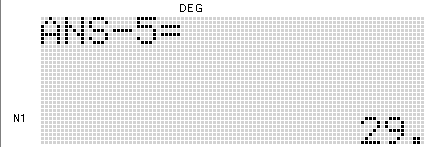 DEG
ANS-5=
N1
29.